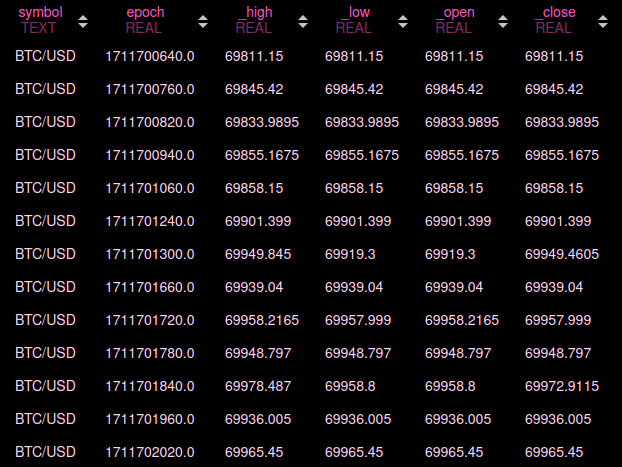 symbol epoch _high _low _open _close
TEXT REAL REAL REAL REAL REAL
BTC/USD 1711700640.0 69811.15 69811.15 69811.15 69811.15
BTC/USD 1711700760.0 69845.42 69845.42 69845.42 69845.42
BTC/USD 1711700820.0 69833.9895 69833.9895 69833.9895 69833.9895
BTC/USD 1711700940.0 69855.1675 69855.1675 69855.1675 69855.1675
BTC/USD 1711701060.0 69858.15 69858.15 69858.15 69858.15
BTC/USD 1711701240.0 69901.399 69901.399 69901.399 69901.399
BTC/USD 1711701300.0 69949.845 69919.3 69919.3 69949.4605
BTC/USD 1711701660.0 69939.04 69939.04 69939.04 69939.04
BTC/USD 1711701720.0 69958.2165 69957.999 69958.2165 69957.999
BTC/USD 1711701780.0 69948.797 69948.797 69948.797 69948.797
BTC/USD 1711701840.0 69978.487 69958.8 69958.8 69972.9115
BTC/USD 1711701960.0 69936.005 69936.005 69936.005 69936.005
BTC/USD 1711702020.0 69965.45 69965.45 69965.45 69965.45